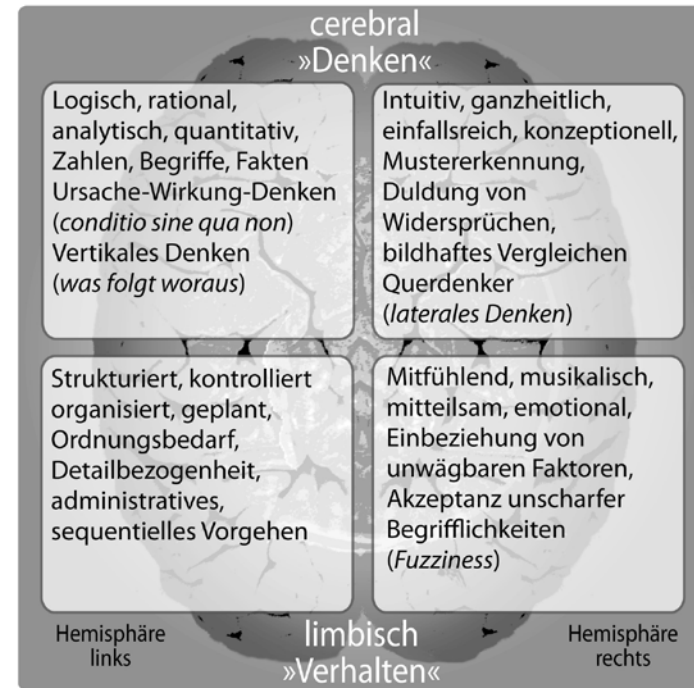 cerebral
»Denken«
Logisch, rational,
analytisch, quantitativ,
Zahlen, Begriffe, Fakten
Ursache-Wirkung-Denken
(conditio sine qua non)
Vertikales Denken
(was folgt woraus)
Intuitiv, ganzheitlich,
einfallsreich, konzeptionell,
Mustererkennung,
Duldung von
Widersprüchen,
bildhaftes Vergleichen
Querdenker
(laterales Denken)
Strukturiert, kontrolliert
organisiert, geplant,
Ordnungsbedarf,
Detailbezogenheit,
administratives,
sequentielles Vorgehen
Mitfühlend, musikalisch,
mitteilsam, emotional,
Einbeziehung von
unwägbaren Faktoren,
Akzeptanz unscharfer
Begrifflichkeiten
(Fuzziness)
Hemisphäre
links
limbisch
»Verhalten«
Hemisphäre
rechts